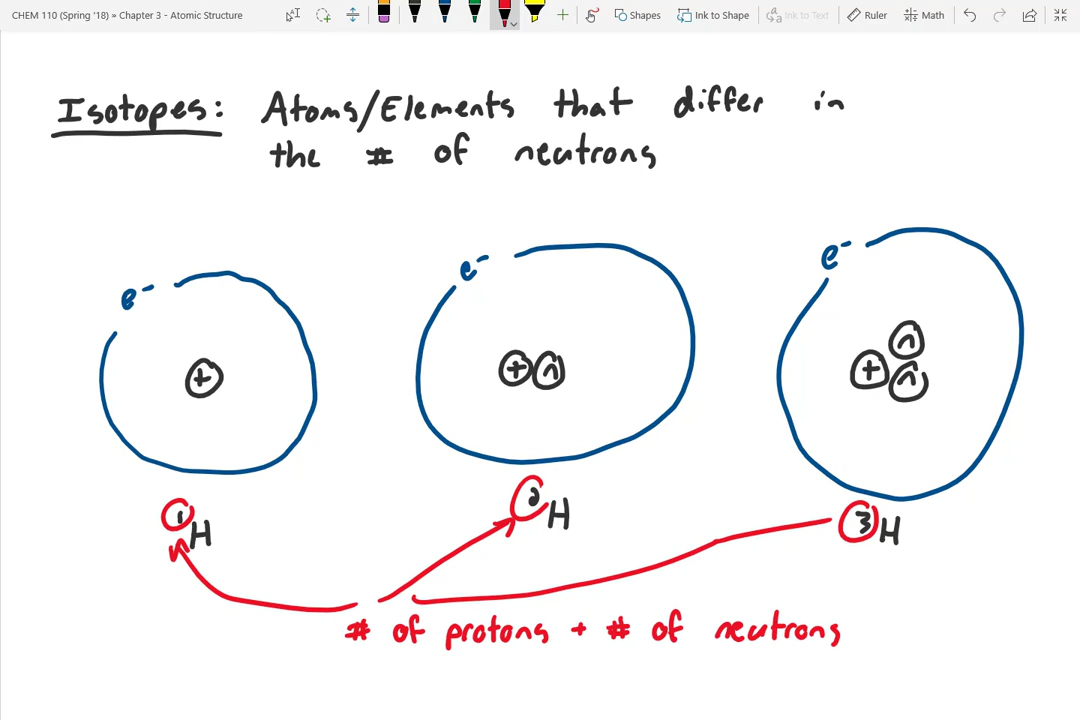 CHEM 110 (Spring '18) » Chapter 3 - Atomic Structure
Shapes
Ink to Shape
Ink to Text
Ruler
Math
Isotopes: Atoms/Elements that differ in
the # of neutrons
e⁻
e⁻
e⁻
+
+ n
+ n n
¹H
²H
³H
# of protons + # of neutrons